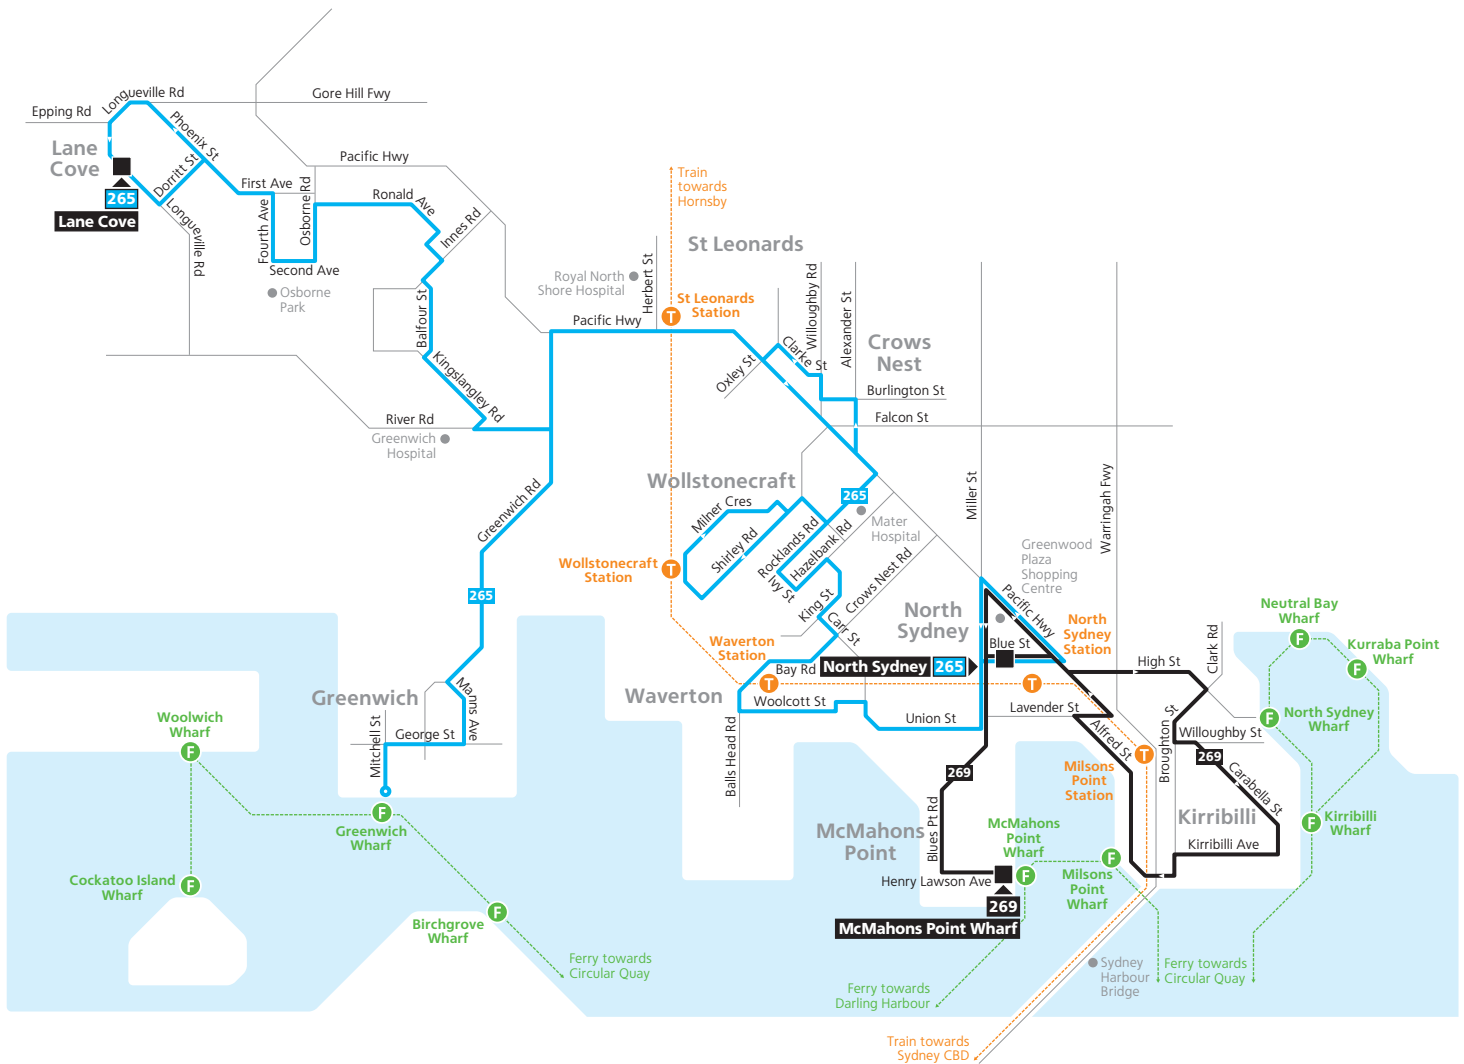 Longueville Rd
Gore Hill Fwy
Epping Rd
Phoenix St
Lane
Cove
Pacific Hwy
Dorritt St
First Ave
265
Lane Cove
Longueville Rd
Fourth Ave
Osborne Rd
Second Ave
Osborne
Park
Ronald Ave
Innes Rd
Train
towards
Hornsby
St Leonards
Royal North
Shore Hospital
Herbert St
T
St Leonards
Station
Pacific Hwy
Balfour St
Kingslangley Rd
River Rd
Greenwich
Hospital
Willoughby Rd
Alexander St
Oxley St
Clarke St
Crows
Nest
Burlington St
Falcon St
Wollstonecraft
265
Mater
Hospital
Miller St
Warringah Fwy
Greenwich Rd
Milner Cres
Shirley Rd
Rocklands Rd
Hazelbank Rd
Ivy St
Crows Nest Rd
King St
Carr St
Wollstonecraft
Station
T
Greenwood
Plaza
Shopping
Centre
265
North
Sydney
Pacific Hwy
Blue St
North
Sydney
Station
Neutral Bay
Wharf
F
Kurraba Point
Wharf
F
Clark Rd
High St
Waverton
Station
T
Bay Rd
North Sydney
265
T
Greenwich
Manns Ave
Waverton
Woolcott St
Union St
Lavender St
F
North Sydney
Wharf
Woolwich
Wharf
F
Mitchell St
George St
Balls Head Rd
Alfred St
Broughton St
Willoughby St
269
269
Milsons
Point
Station
T
Carabella St
Kirribilli
Kirribilli Ave
F
Kirribilli
Wharf
F
Greenwich
Wharf
McMahons
Point
Blues Pt Rd
McMahons
Point
Wharf
F
F
Milsons
Point
Wharf
Henry Lawson Ave
269
McMahons Point Wharf
Cockatoo Island
Wharf
F
Birchgrove
Wharf
F
Ferry towards
Circular Quay
Ferry towards
Darling Harbour
Sydney
Harbour
Bridge
Ferry towards
Circular Quay
Train towards
Sydney CBD